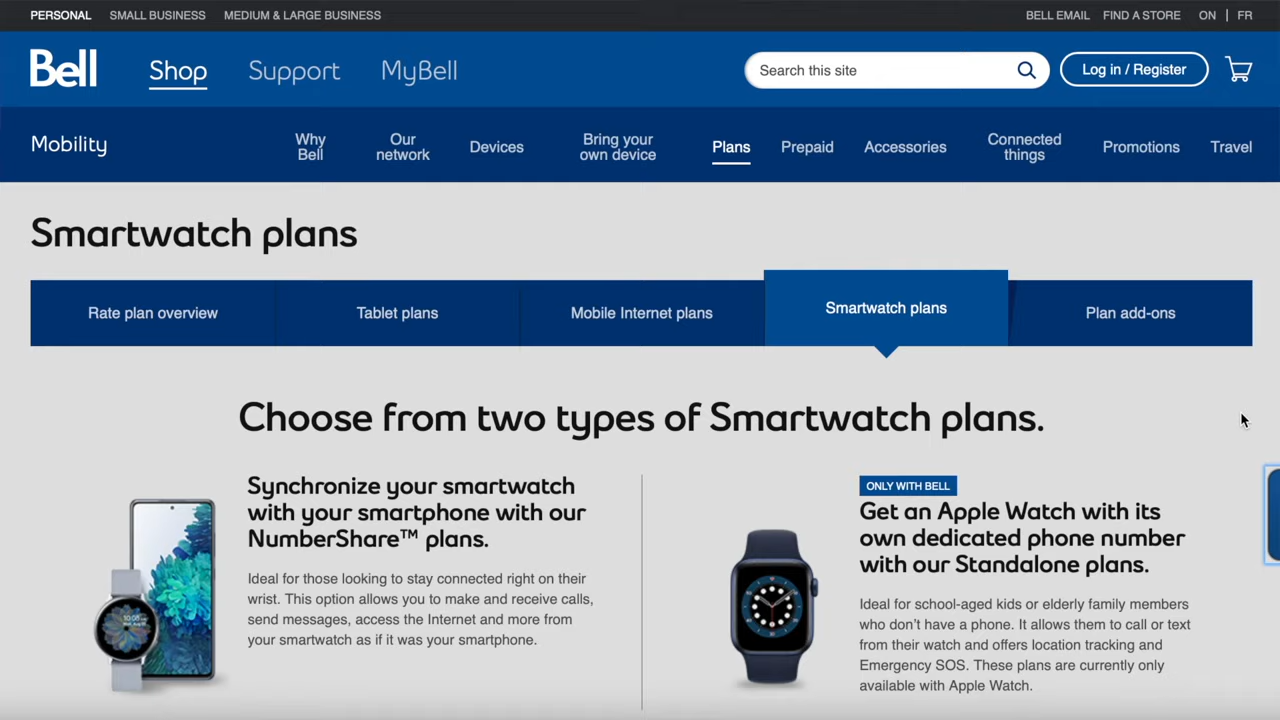 PERSONAL SMALL BUSINESS MEDIUM & LARGE BUSINESS BELL EMAIL FIND A STORE ON | FR
Bell Shop Support MyBell Search this site Log in / Register
Mobility Why Bell Our network Devices Bring your own device Plans Prepaid Accessories Connected things Promotions Travel
Smartwatch plans
Rate plan overview Tablet plans Mobile Internet plans Smartwatch plans Plan add-ons
Choose from two types of Smartwatch plans.
Synchronize your smartwatch
with your smartphone with our
NumberShare™ plans.
Ideal for those looking to stay connected right on their
wrist. This option allows you to make and receive calls,
send messages, access the Internet and more from
your smartwatch as if it was your smartphone.
ONLY WITH BELL
Get an Apple Watch with its
own dedicated phone number
with our Standalone plans.
Ideal for school-aged kids or elderly family members
who don't have a phone. It allows them to call or text
from their watch and offers location tracking and
Emergency SOS. These plans are currently only
available with Apple Watch.